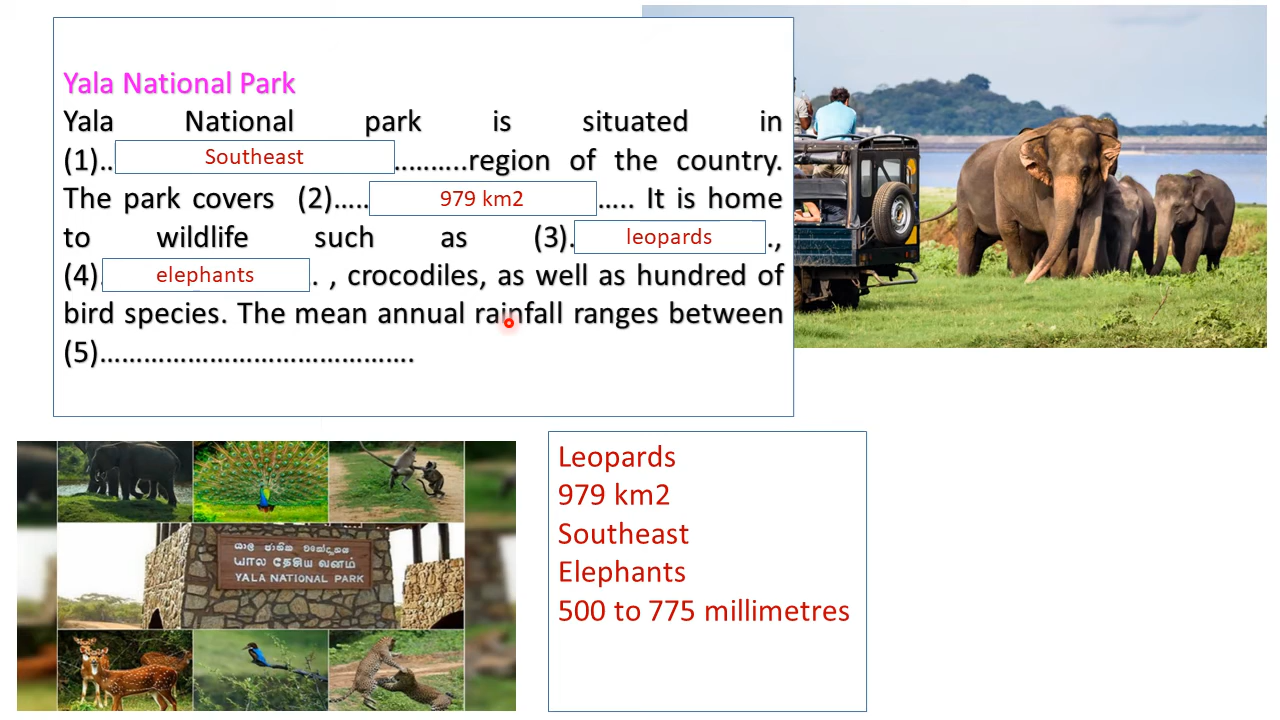 Yala National Park
Yala National park is situated in
(1).. Southeast ...........region of the country.
The park covers (2)..... 979 km2 ..... It is home
to wildlife such as (3). leopards .,
(4). elephants . , crocodiles, as well as hundred of
bird species. The mean annual rainfall ranges between
(5)...........................................
යාල ජාතික වනෝද්‍යානය
யால தேசிய வனம்
YALA NATIONAL PARK
Leopards
979 km2
Southeast
Elephants
500 to 775 millimetres